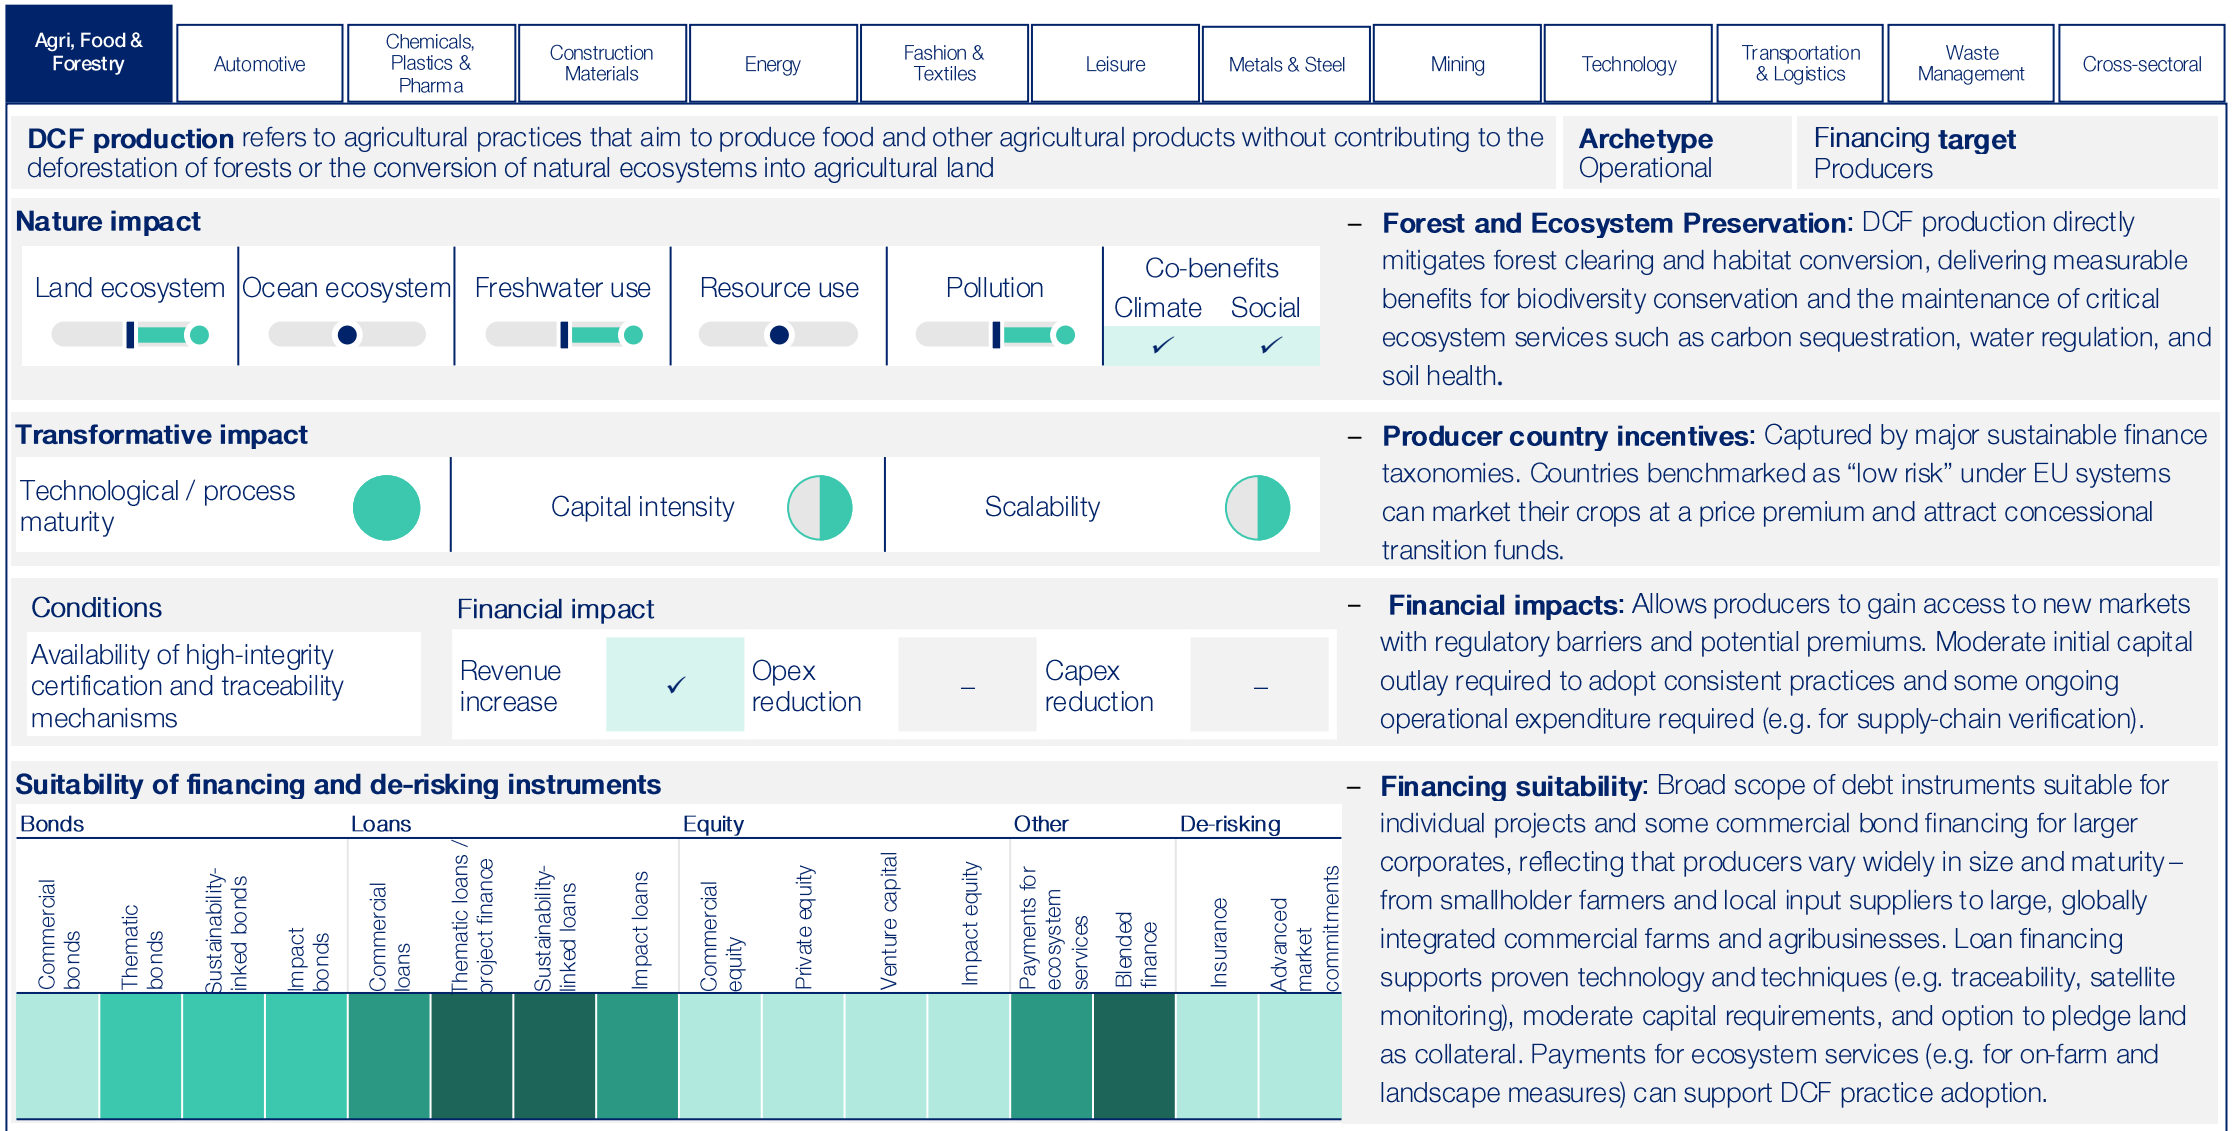 Agri, Food &
Forestry
Automotive
Chemicals,
Plastics &
Pharma
Construction
Materials
Energy
Fashion &
Textiles
Leisure
Metals & Steel
Mining
Technology
Transportation
& Logistics
Waste
Management
Cross-sectoral
DCF production refers to agricultural practices that aim to produce food and other agricultural products without contributing to the
deforestation of forests or the conversion of natural ecosystems into agricultural land
Archetype
Operational
Financing target
Producers
Nature impact
Land ecosystem
Ocean ecosystem
Freshwater use
Resource use
Pollution
Co-benefits
Climate
Social
✓
✓
– Forest and Ecosystem Preservation: DCF production directly
mitigates forest clearing and habitat conversion, delivering measurable
benefits for biodiversity conservation and the maintenance of critical
ecosystem services such as carbon sequestration, water regulation, and
soil health.
Transformative impact
Technological / process
maturity
Capital intensity
Scalability
– Producer country incentives: Captured by major sustainable finance
taxonomies. Countries benchmarked as “low risk” under EU systems
can market their crops at a price premium and attract concessional
transition funds.
Conditions
Availability of high-integrity
certification and traceability
mechanisms
Financial impact
Revenue
increase
✓
Opex
reduction
–
Capex
reduction
–
– Financial impacts: Allows producers to gain access to new markets
with regulatory barriers and potential premiums. Moderate initial capital
outlay required to adopt consistent practices and some ongoing
operational expenditure required (e.g. for supply-chain verification).
Suitability of financing and de-risking instruments
Bonds
Loans
Equity
Other
De-risking
Commercial
bonds
Thematic
bonds
Sustainability-
linked bonds
Impact
bonds
Commercial
loans
Thematic loans /
project finance
Sustainability-
linked loans
Impact loans
Commercial
equity
Private equity
Venture capital
Impact equity
Payments for
ecosystem
services
Blended
finance
Insurance
Advanced
market
commitments
– Financing suitability: Broad scope of debt instruments suitable for
individual projects and some commercial bond financing for larger
corporates, reflecting that producers vary widely in size and maturity –
from smallholder farmers and local input suppliers to large, globally
integrated commercial farms and agribusinesses. Loan financing
supports proven technology and techniques (e.g. traceability, satellite
monitoring), moderate capital requirements, and option to pledge land
as collateral. Payments for ecosystem services (e.g. for on-farm and
landscape measures) can support DCF practice adoption.